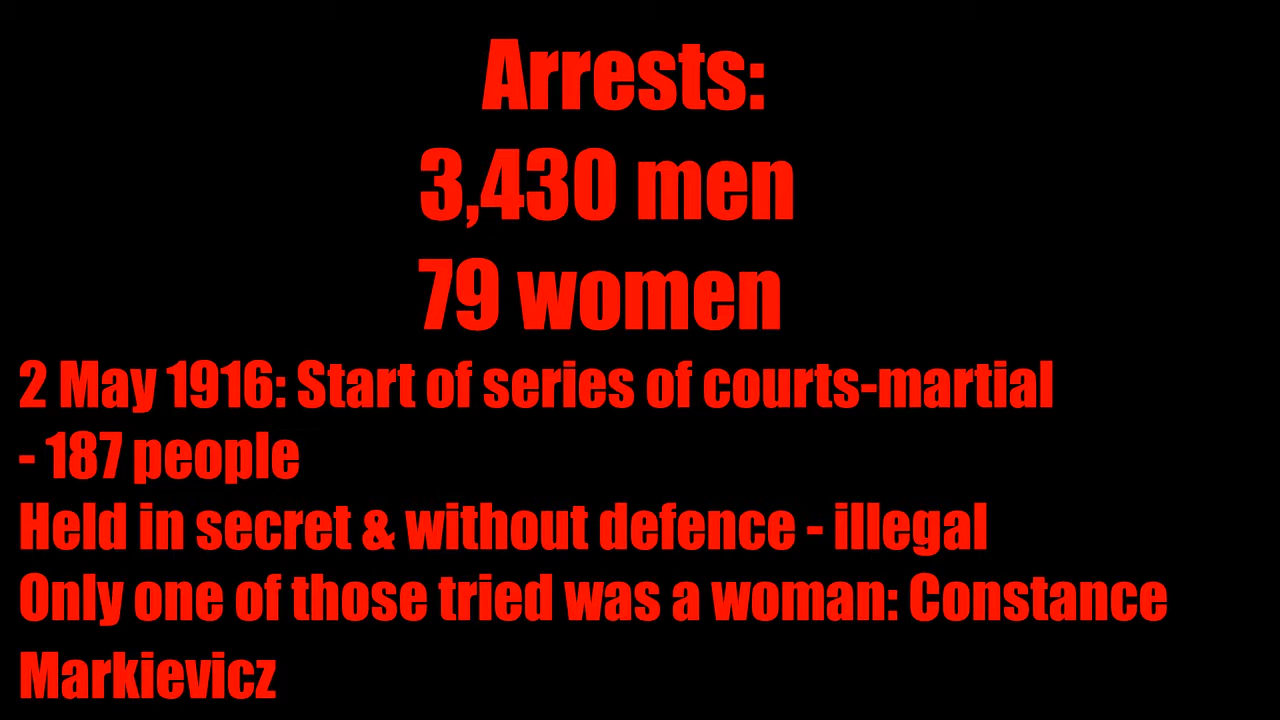 Arrests:
3,430 men
79 women
2 May 1916: Start of series of courts-martial
- 187 people
Held in secret & without defence - illegal
Only one of those tried was a woman: Constance
Markievicz